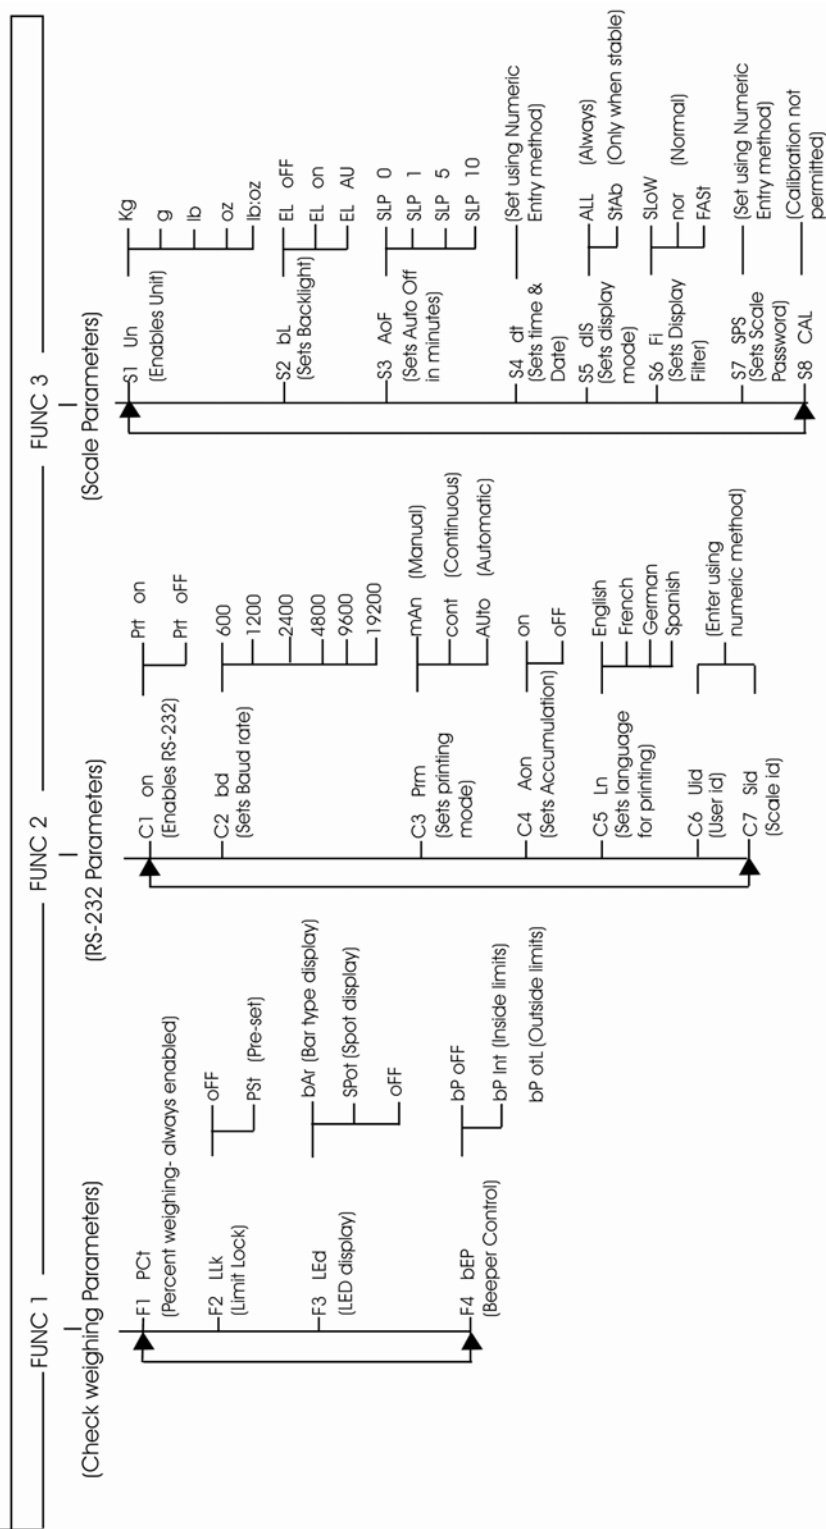 FUNC 1
(Check weighing Parameters)
F1 PCt
(Percent weighing- always enabled)
F2 LLk
(Limit Lock)
oFF
PSt (Pre-set)
F3 LEd
(LED display)
bAr (Bar type display)
SPot (Spot display)
oFF
F4 bEP
(Beeper Control)
bP oFF
bP Int (Inside limits)
bP otL (Outside limits)
FUNC 2
(RS-232 Parameters)
C1 on
(Enables RS-232)
Prt on
Prt oFF
C2 bd
(Sets Baud rate)
600
1200
2400
4800
9600
19200
C3 Prm
(Sets printing
mode)
mAn (Manual)
cont (Continuous)
AUto (Automatic)
C4 Aon
(Sets Accumulation)
on
oFF
C5 Ln
(Sets language
for printing)
English
French
German
Spanish
C6 Uid
(User id)
C7 Sid
(Scale id)
(Enter using
numeric method)
FUNC 3
(Scale Parameters)
S1 Un
(Enables Unit)
Kg
g
lb
oz
lb:oz
S2 bL
(Sets Backlight)
EL oFF
EL on
EL AU
S3 AoF
(Sets Auto Off
in minutes)
SLP 0
SLP 1
SLP 5
SLP 10
S4 dt
(Sets time &
Date)
(Set using Numeric
Entry method)
S5 dIS
(Sets display
mode)
ALL (Always)
StAb (Only when stable)
S6 Fi
(Sets Display
Filter)
SLoW
nor (Normal)
FASt
S7 SPS
(Sets Scale
Password)
(Set using Numeric
Entry method)
S8 CAL
(Calibration not
permitted)